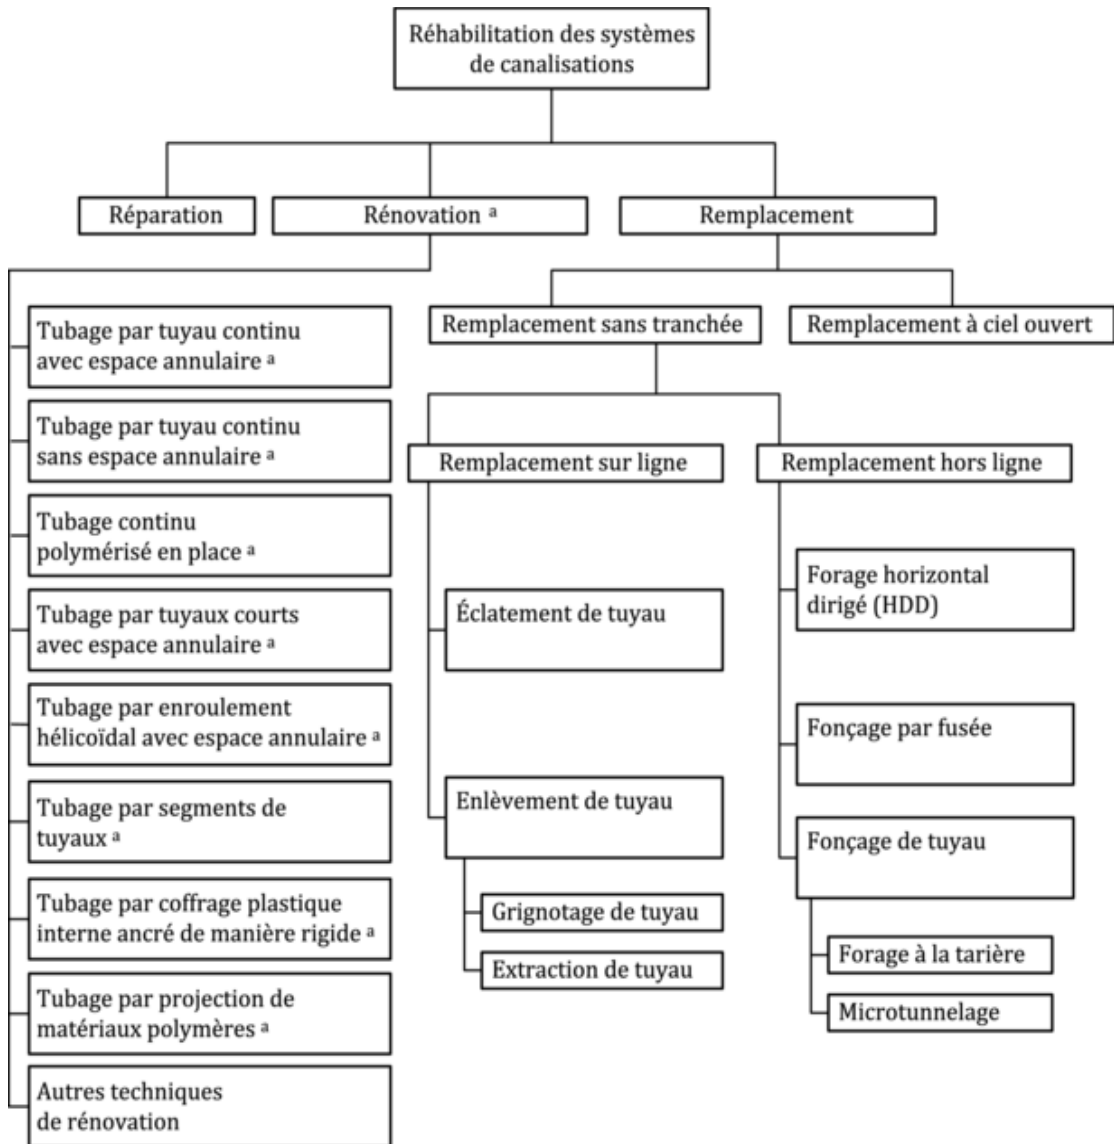 Réhabilitation des systèmes
de canalisations
Réparation
Rénovation ᵃ
Remplacement
Tubage par tuyau continu
avec espace annulaire ᵃ
Tubage par tuyau continu
sans espace annulaire ᵃ
Tubage continu
polymérisé en place ᵃ
Tubage par tuyaux courts
avec espace annulaire ᵃ
Tubage par enroulement
hélicoïdal avec espace annulaire ᵃ
Tubage par segments de
tuyaux ᵃ
Tubage par coffrage plastique
interne ancré de manière rigide ᵃ
Tubage par projection de
matériaux polymères ᵃ
Autres techniques
de rénovation
Remplacement sans tranchée
Remplacement à ciel ouvert
Remplacement sur ligne
Remplacement hors ligne
Éclatement de tuyau
Enlèvement de tuyau
Grignotage de tuyau
Extraction de tuyau
Forage horizontal
dirigé (HDD)
Fonçage par fusée
Fonçage de tuyau
Forage à la tarière
Microtunnelage